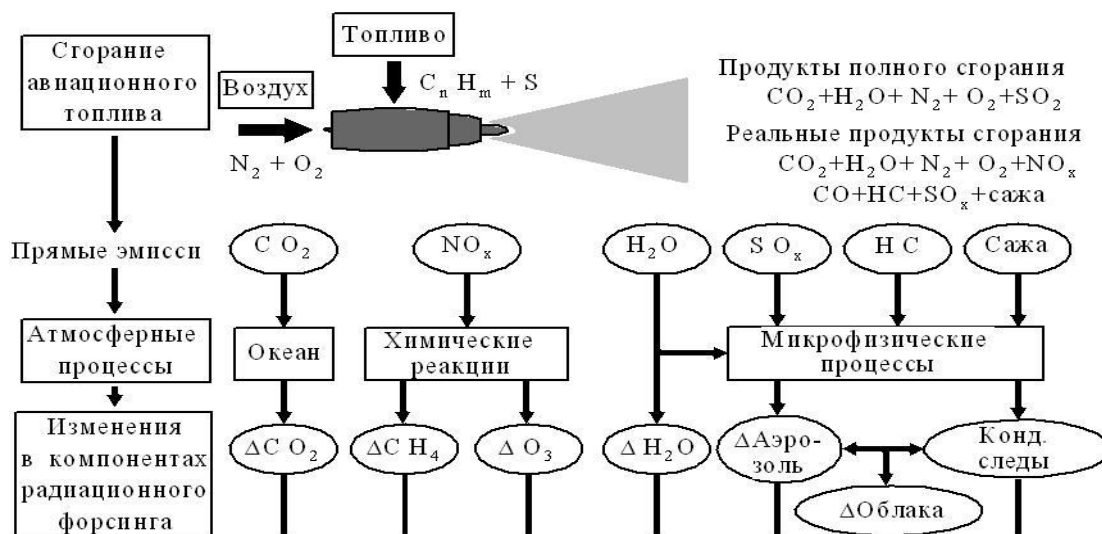 Сгорание
авиационного
топлива
Топливо
Воздух
CₙHₘ + S
N₂ + O₂
Продукты полного сгорания
CO₂+H₂O+ N₂+ O₂+SO₂
Реальные продукты сгорания
CO₂+H₂O+ N₂+ O₂+NOₓ
CO+HC+SOₓ+сажа
Прямые эмисси
CO₂
NOₓ
H₂O
SOₓ
HC
Сажа
Атмосферные
процессы
Океан
Химические
реакции
Микрофизические
процессы
Изменения
в компонентах
радиационного
форсинга
ΔCO₂
ΔCH₄
ΔO₃
ΔH₂O
ΔАэро-
золь
Конд.
следы
ΔОблака